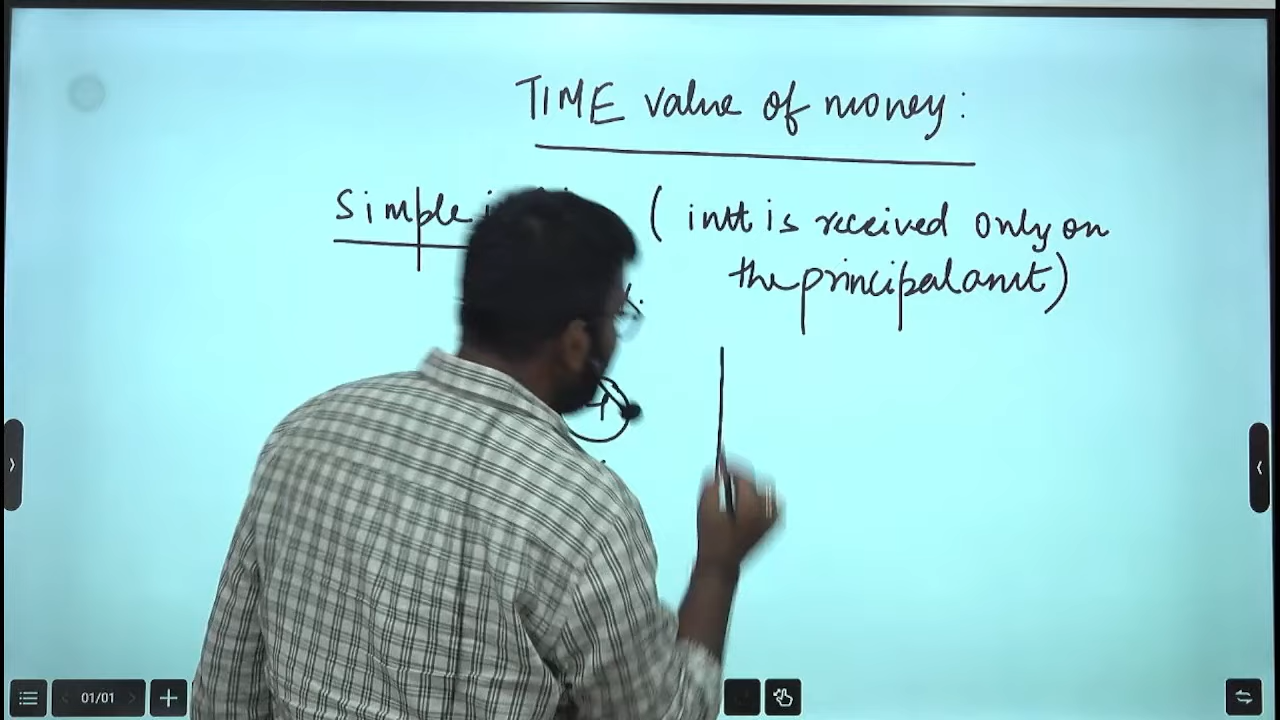 TIME value of money:
Simple ( intt is received only on
the principal amt)
01/01